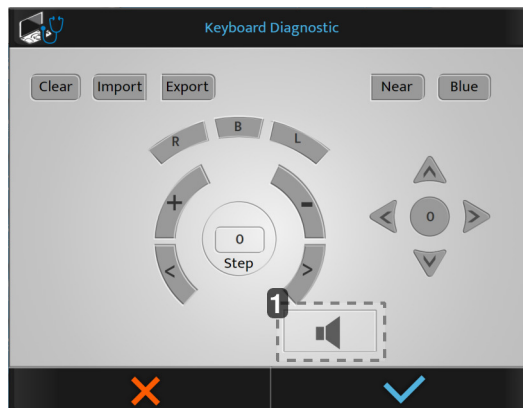 Keyboard Diagnostic
Clear Import Export Near Blue
R B L
+ -
< 0 >
0
Step
< >
1